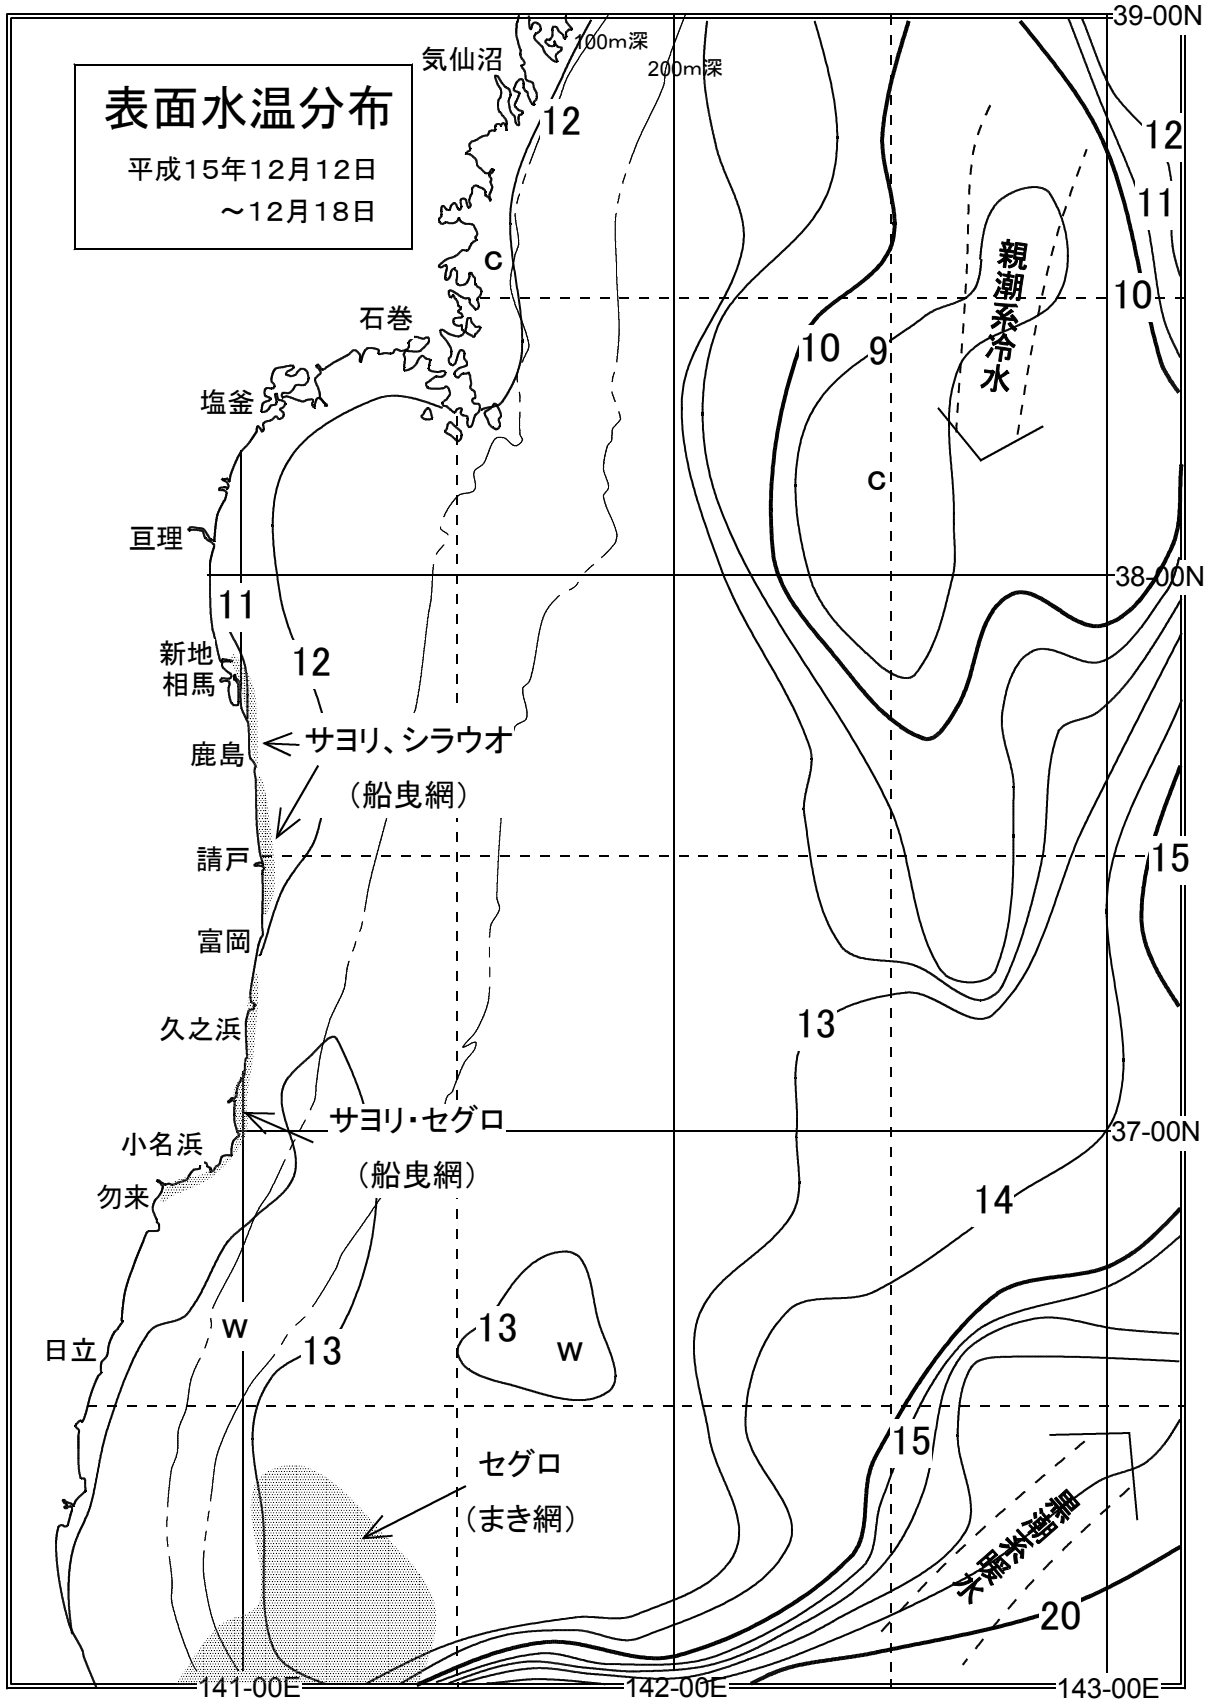 39-00N
100m深
気仙沼
200m深
表面水温分布
平成15年12月12日
～12月18日
12
12
11
c
親潮系冷水
10
石巻
10
9
塩釜
c
亘理
38-00N
11
新地
12
相馬
サヨリ、シラウオ
鹿島
（船曳網）
請戸
15
富岡
13
久之浜
サヨリ・セグロ
37-00N
小名浜
（船曳網）
勿来
14
w
13
日立
13
w
15
セグロ
（まき網）
黒潮系暖水
20
141-00E
142-00E
143-00E